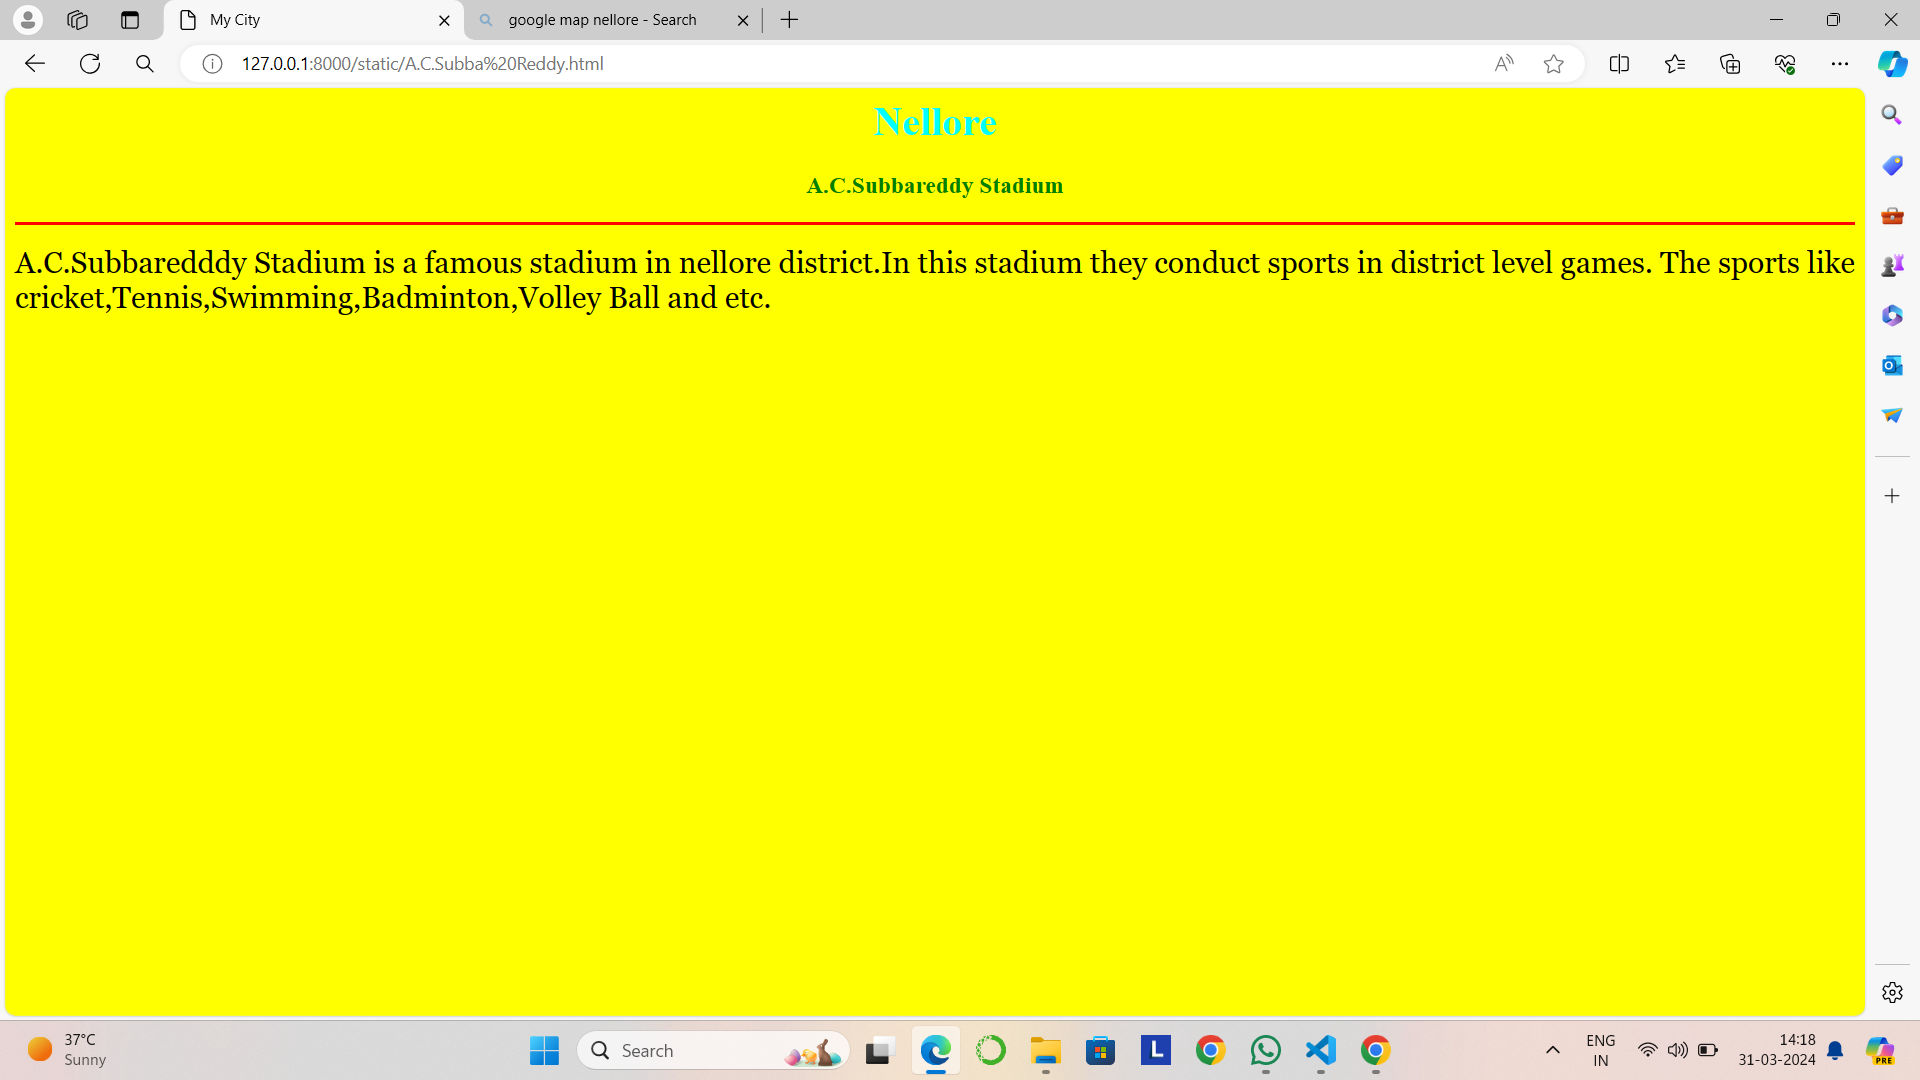 My City
google map nellore - Search
127.0.0.1:8000/static/A.C.Subba%20Reddy.html
Nellore
A.C.Subbareddy Stadium
A.C.Subbaredddy Stadium is a famous stadium in nellore district.In this stadium they conduct sports in district level games. The sports like
cricket,Tennis,Swimming,Badminton,Volley Ball and etc.
37°C
Sunny
Search
L
ENG
IN
14:18
31-03-2024
PRE